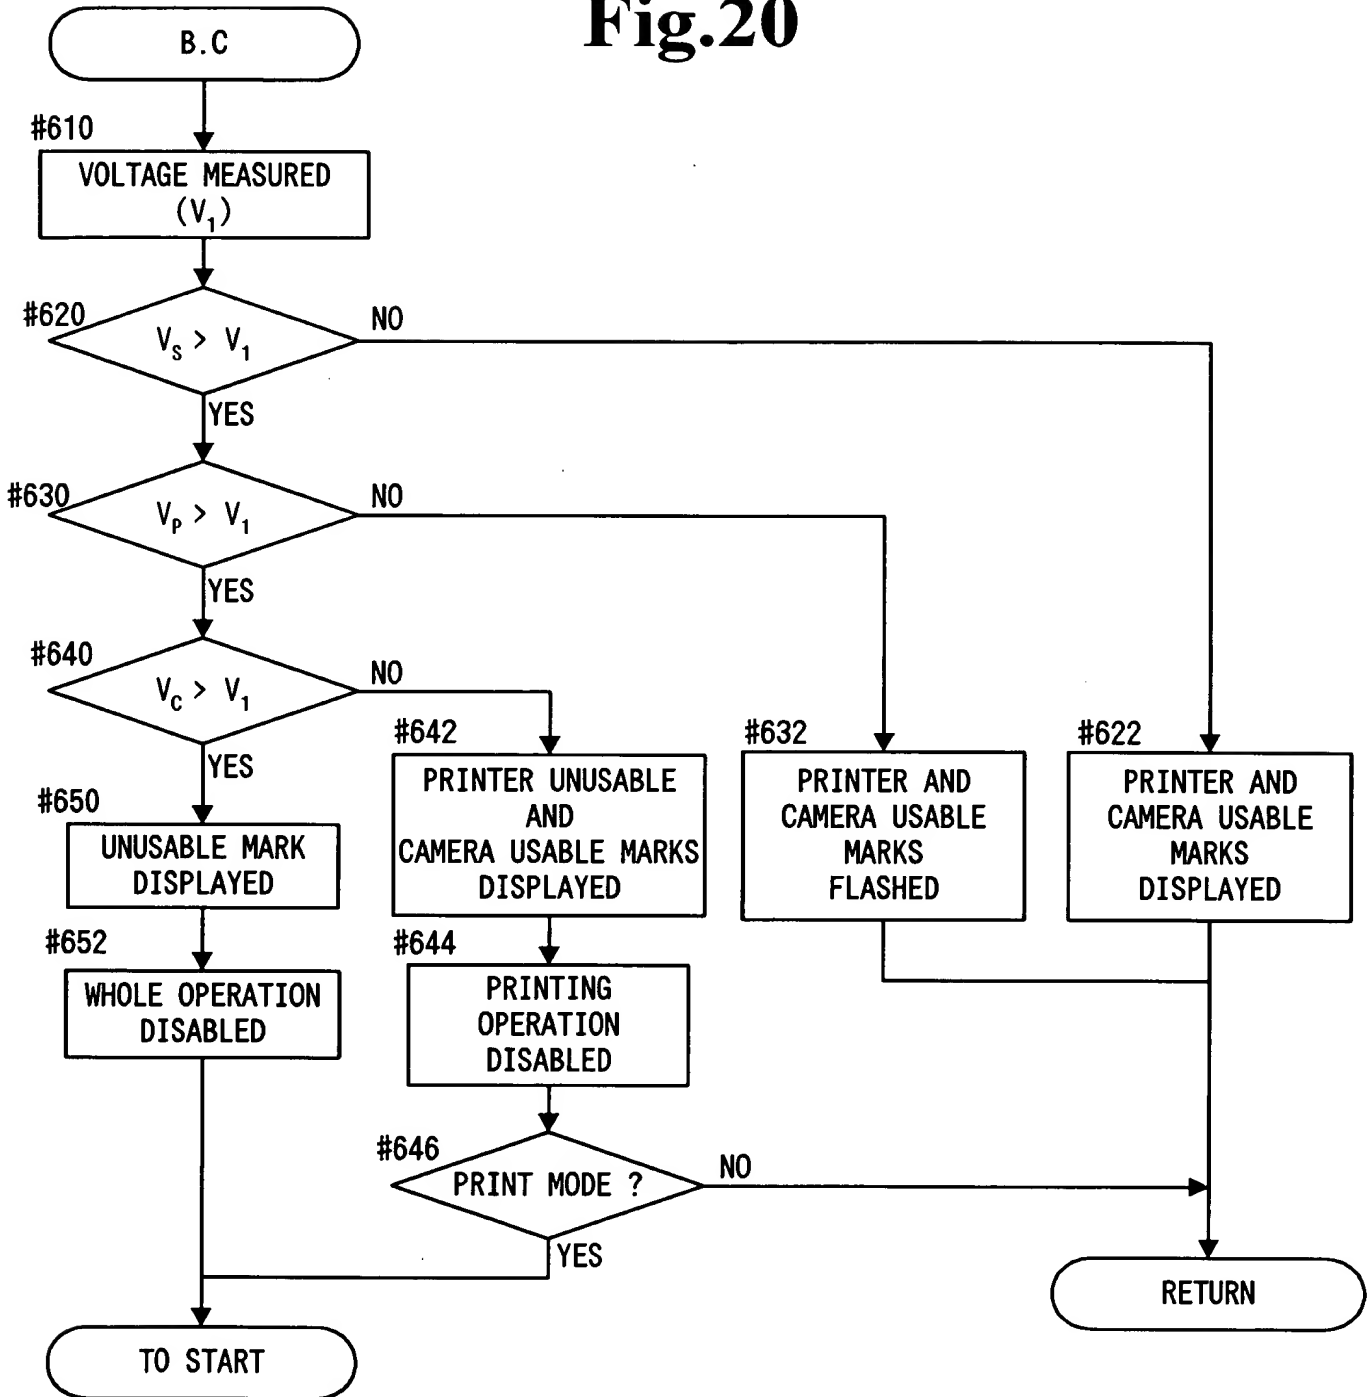 Fig.20
B.C
#610
VOLTAGE MEASURED
(V₁)
#620
Vₛ > V₁
NO
YES
#630
Vₚ > V₁
NO
YES
#640
V_C > V₁
NO
YES
#650
UNUSABLE MARK
DISPLAYED
#652
WHOLE OPERATION
DISABLED
#642
PRINTER UNUSABLE
AND
CAMERA USABLE MARKS
DISPLAYED
#644
PRINTING
OPERATION
DISABLED
#646
PRINT MODE ?
NO
YES
#632
PRINTER AND
CAMERA USABLE
MARKS
FLASHED
#622
PRINTER AND
CAMERA USABLE
MARKS
DISPLAYED
RETURN
TO START